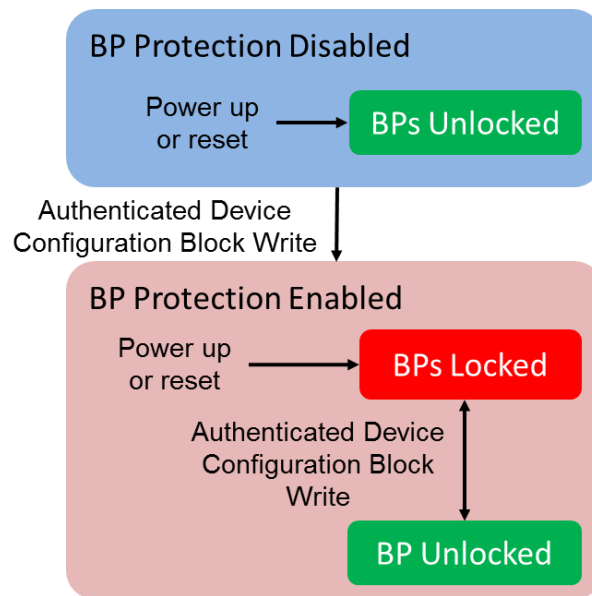 BP Protection Disabled
Power up
or reset
BPs Unlocked
Authenticated Device
Configuration Block Write
BP Protection Enabled
Power up
or reset
BPs Locked
Authenticated Device
Configuration Block
Write
BP Unlocked